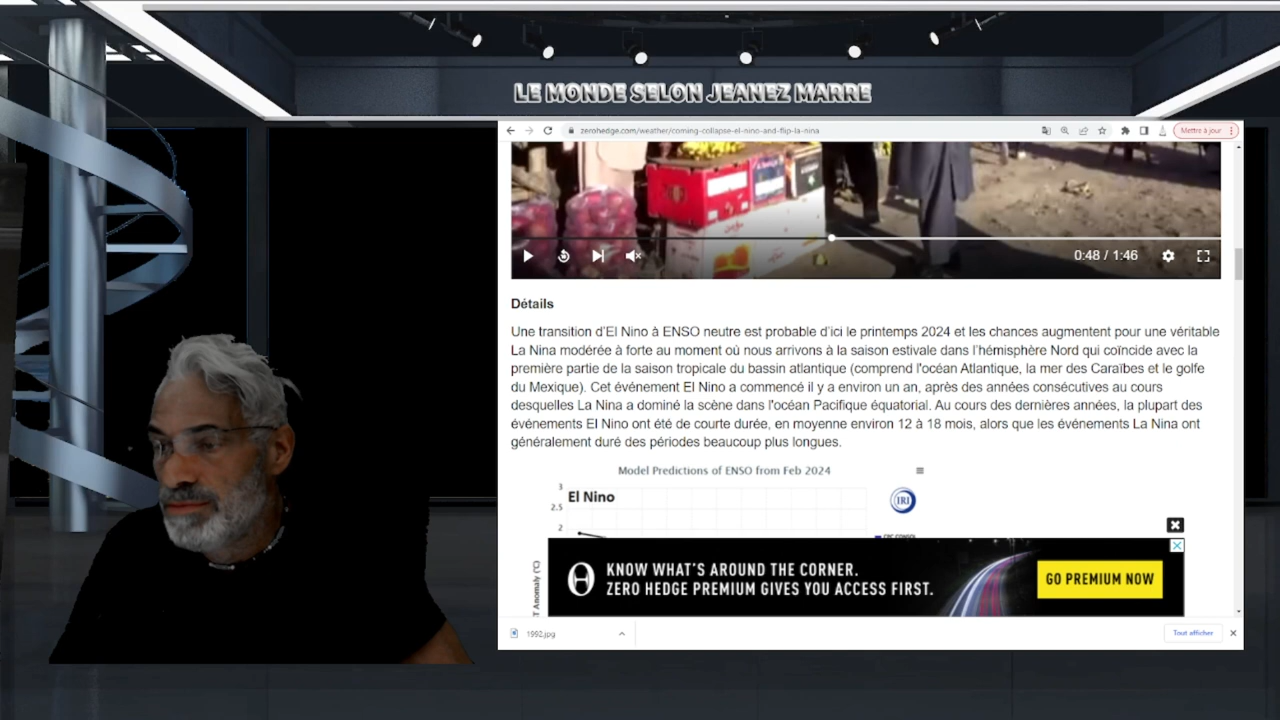 LE MONDE SELON JEANEZ MARRE
zerohedge.com/weather/coming-collapse-el-nino-and-flip-la-nina
Mettre à jour
0:48 / 1:46
Détails
Une transition d'El Nino à ENSO neutre est probable d'ici le printemps 2024 et les chances augmentent pour une véritable
La Nina modérée à forte au moment où nous arrivons à la saison estivale dans l'hémisphère Nord qui coïncide avec la
première partie de la saison tropicale du bassin atlantique (comprend l'océan Atlantique, la mer des Caraïbes et le golfe
du Mexique). Cet événement El Nino a commencé il y a environ un an, après des années consécutives au cours
desquelles La Nina a dominé la scène dans l'océan Pacifique équatorial. Au cours des dernières années, la plupart des
événements El Nino ont été de courte durée, en moyenne environ 12 à 18 mois, alors que les événements La Nina ont
généralement duré des périodes beaucoup plus longues.
Model Predictions of ENSO from Feb 2024
3
El Nino
IRI
2.5
2
Anomaly (°C)
KNOW WHAT'S AROUND THE CORNER.
ZERO HEDGE PREMIUM GIVES YOU ACCESS FIRST.
GO PREMIUM NOW
1992.jpg
Tout afficher